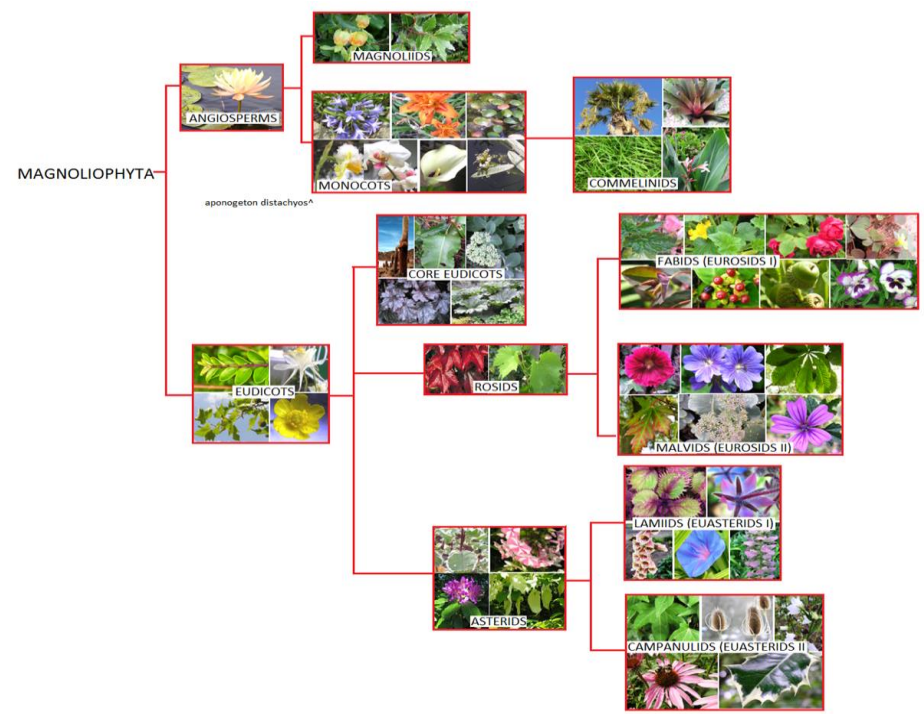 MAGNOLIIDS
ANGIOSPERMS
MAGNOLIOPHYTA
MONOCOTS
COMMELINIDS
aponogeton distachyos^
CORE EUDICOTS
FABIDS (EUROSIDS I)
EUDICOTS
ROSIDS
MALVIDS (EUROSIDS II)
LAMIIDS (EUASTERIDS I)
ASTERIDS
CAMPANULIDS (EUASTERIDS II